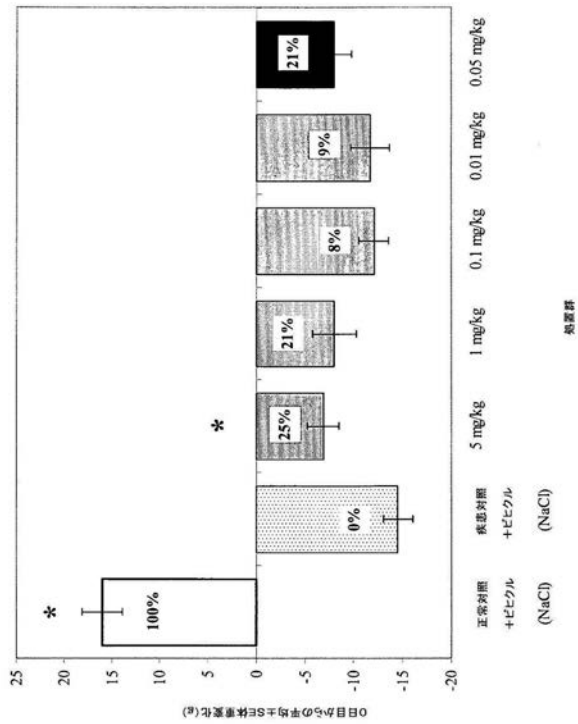 25
20
15
10
5
0
-5
-10
-15
-20
0日目からの平均±SE体重変化(g)
*
100%
0%
*
25%
21%
8%
9%
21%
正常対照
+ビヒクル
(NaCl)
疾患対照
+ビヒクル
(NaCl)
5 mg/kg
1 mg/kg
0.1 mg/kg
0.01 mg/kg
0.05 mg/kg
処置群